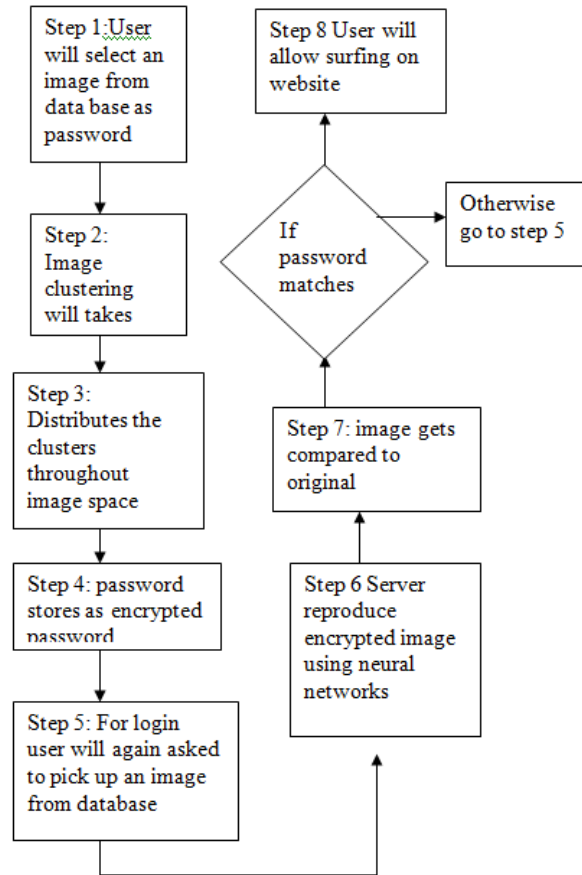 Step 1:User
will select an
image from
data base as
password
Step 2:
Image
clustering
will takes
Step 3:
Distributes the
clusters
throughout
image space
Step 4: password
stores as encrypted
password
Step 5: For login
user will again asked
to pick up an image
from database
Step 6 Server
reproduce
encrypted image
using neural
networks
Step 7: image gets
compared to
original
If
password
matches
Otherwise
go to step 5
Step 8 User will
allow surfing on
website